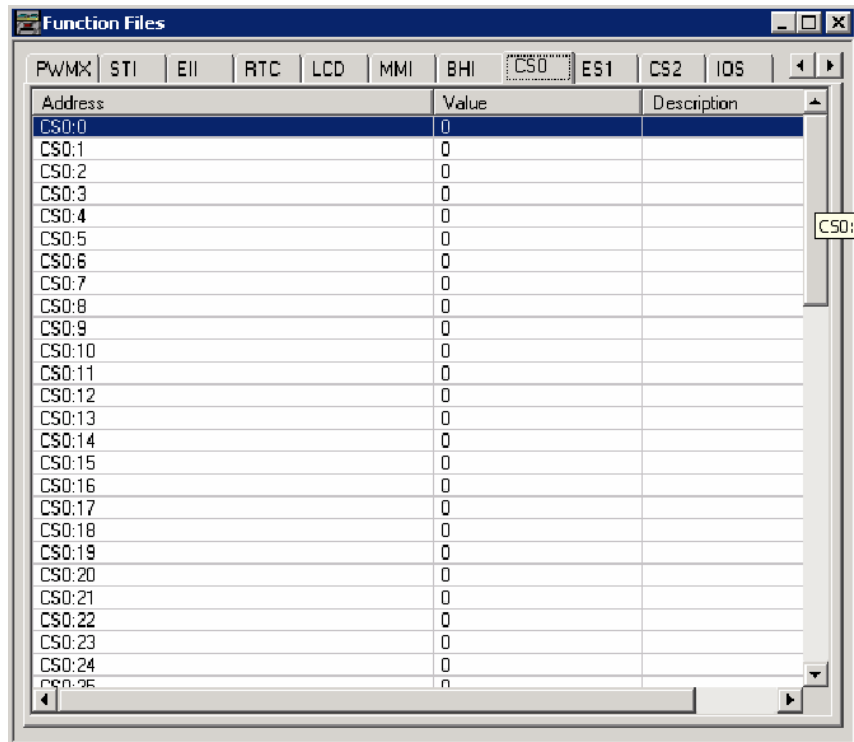 Function Files
PWMX STI EII RTC LCD MMI BHI CS0 ES1 CS2 IOS
Address Value Description
CS0:0 0
CS0:1 0
CS0:2 0
CS0:3 0
CS0:4 0
CS0:5 0
CS0:
CS0:6 0
CS0:7 0
CS0:8 0
CS0:9 0
CS0:10 0
CS0:11 0
CS0:12 0
CS0:13 0
CS0:14 0
CS0:15 0
CS0:16 0
CS0:17 0
CS0:18 0
CS0:19 0
CS0:20 0
CS0:21 0
CS0:22 0
CS0:23 0
CS0:24 0
CS0:25 0